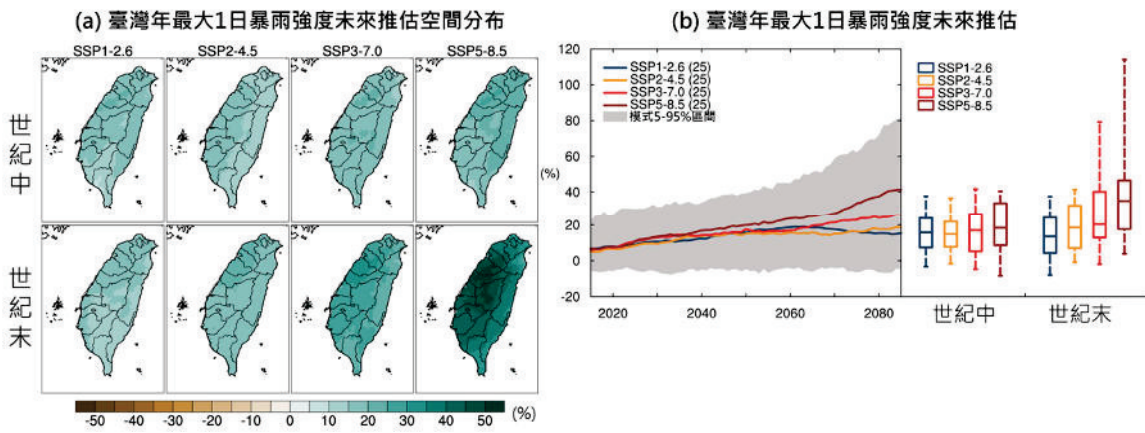 (a) 臺灣年最大1日暴雨強度未來推估空間分布
SSP1-2.6 SSP2-4.5 SSP3-7.0 SSP5-8.5
世紀中
世紀末
-50 -40 -30 -20 -10 0 10 20 30 40 50 (%)
(b) 臺灣年最大1日暴雨強度未來推估
120
100
80
60
40
20
0
-20
(%)
SSP1-2.6 (25)
SSP2-4.5 (25)
SSP3-7.0 (25)
SSP5-8.5 (25)
模式5-95%區間
2020 2040 2060 2080
SSP1-2.6
SSP2-4.5
SSP3-7.0
SSP5-8.5
世紀中 世紀末